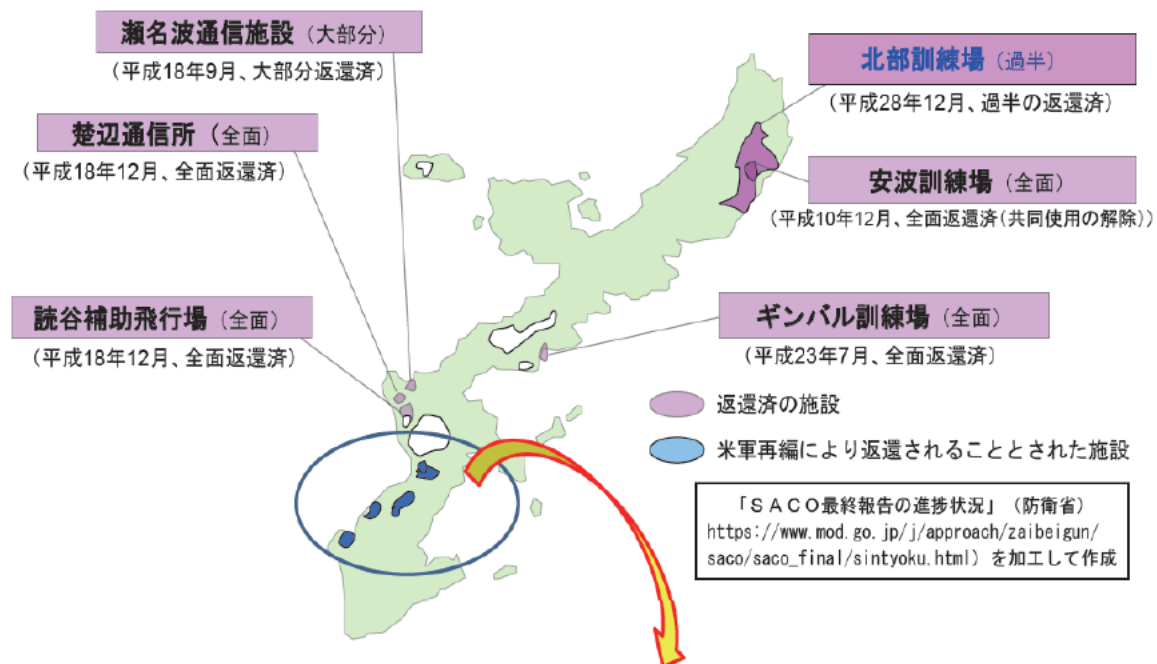 瀬名波通信施設（大部分）
（平成18年9月、大部分返還済）
北部訓練場（過半）
（平成28年12月、過半の返還済）
楚辺通信所（全面）
（平成18年12月、全面返還済）
安波訓練場（全面）
（平成10年12月、全面返還済（共同使用の解除））
読谷補助飛行場（全面）
（平成18年12月、全面返還済）
ギンバル訓練場（全面）
（平成23年7月、全面返還済）
返還済の施設
米軍再編により返還されることとされた施設
「ＳＡＣＯ最終報告の進捗状況」（防衛省）
https://www.mod.go.jp/j/approach/zaibeigun/
saco/saco_final/sintyoku.html）を加工して作成